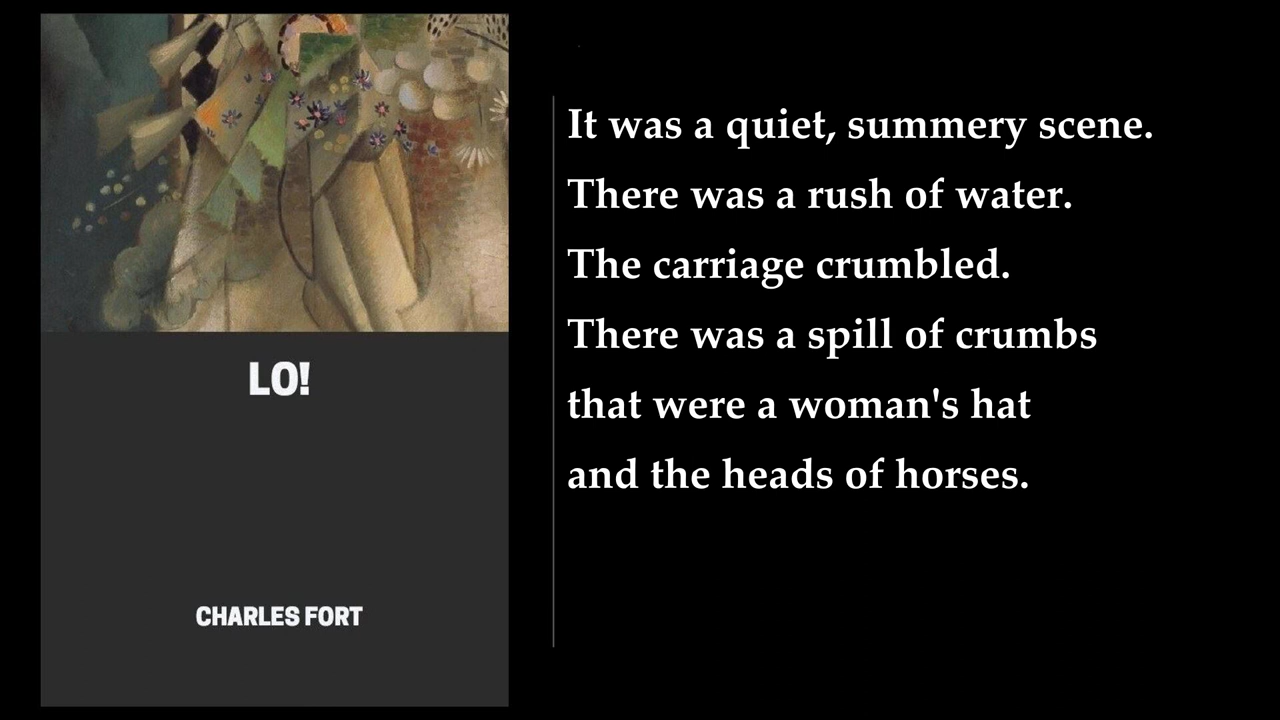 LO!
CHARLES FORT
It was a quiet, summery scene.
There was a rush of water.
The carriage crumbled.
There was a spill of crumbs
that were a woman's hat
and the heads of horses.